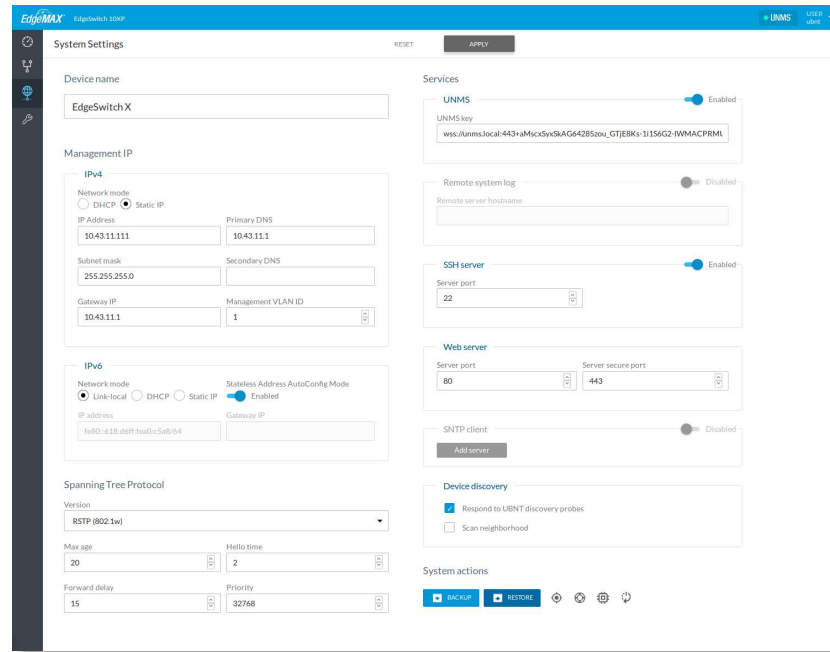 EdgeMAX EdgeSwitch 10XP
UNMS
USER
ubnt
System Settings
RESET
APPLY
Device name
EdgeSwitch X
Management IP
IPv4
Network mode
DHCP Static IP
IP Address Primary DNS
10.43.11.111 10.43.11.1
Subnet mask Secondary DNS
255.255.255.0
Gateway IP Management VLAN ID
10.43.11.1 1
IPv6
Network mode Stateless Address AutoConfig Mode
Link-local DHCP Static IP Enabled
IP address Gateway IP
fe80::618:d6ff:fea0:c5a8/64
Spanning Tree Protocol
Version
RSTP (802.1w)
Max age Hello time
20 2
Forward delay Priority
15 32768
Services
UNMS Enabled
UNMS key
Remote system log Disabled
Remote server hostname
SSH server Enabled
Server port
22
Web server
Server port Server secure port
80 443
SNTP client Disabled
Add server
Device discovery
Respond to UBNT discovery probes
Scan neighborhood
System actions
BACKUP RESTORE